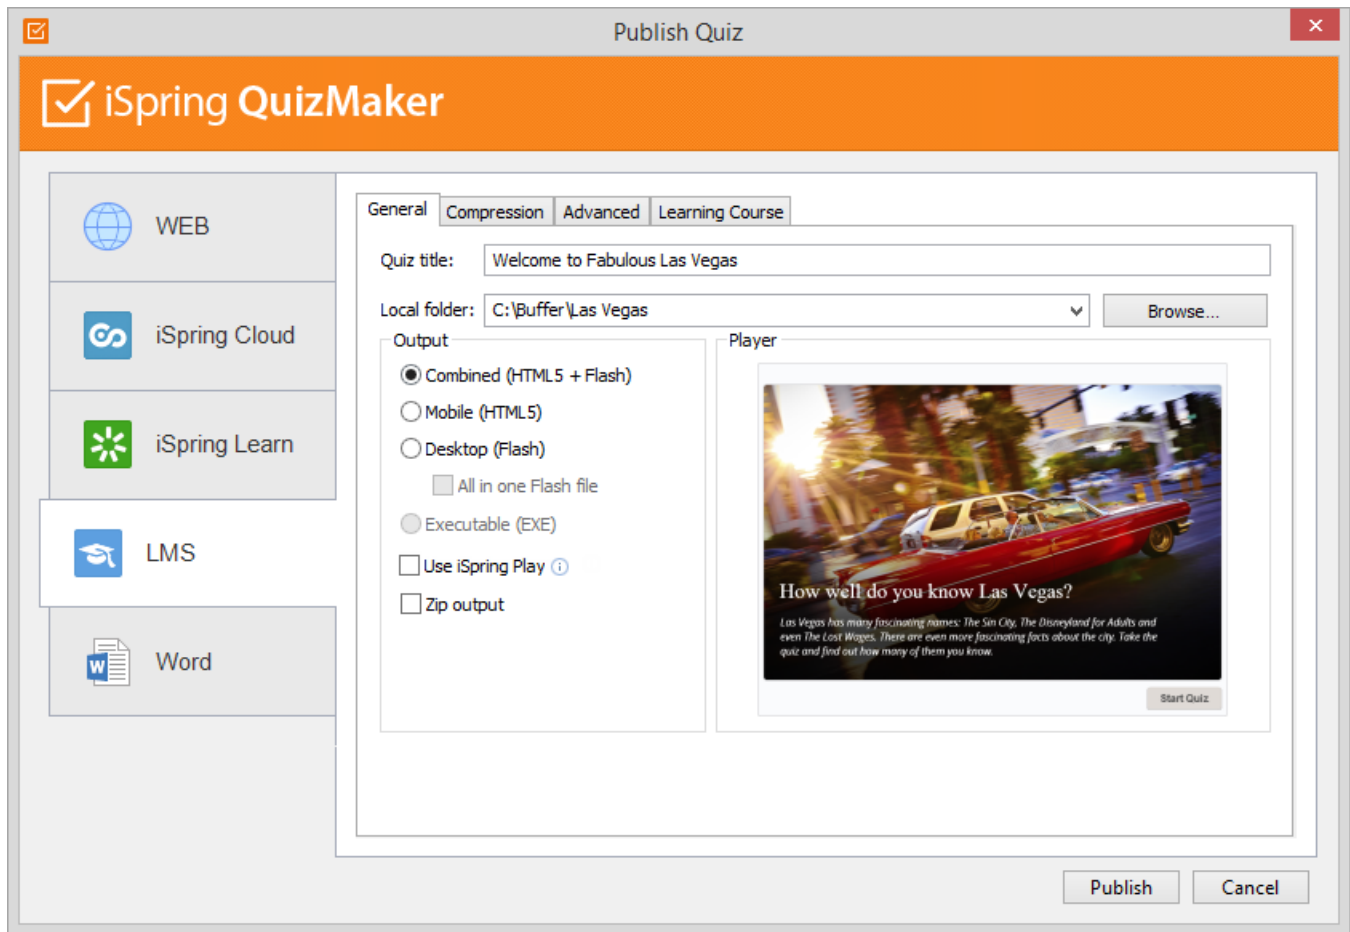 Publish Quiz
iSpring QuizMaker
WEB
iSpring Cloud
iSpring Learn
LMS
Word
General
Compression
Advanced
Learning Course
Quiz title:
Welcome to Fabulous Las Vegas
Local folder:
C:\Buffer\Las Vegas
Browse...
Output
Combined (HTML5 + Flash)
Mobile (HTML5)
Desktop (Flash)
All in one Flash file
Executable (EXE)
Use iSpring Play
Zip output
Player
How well do you know Las Vegas?
Las Vegas has many fascinating names: The Sin City, The Disneyland for Adults and
even The Lost Wages. There are even more fascinating facts about the city. Take the
quiz and find out how many of them you know.
Start Quiz
Publish
Cancel